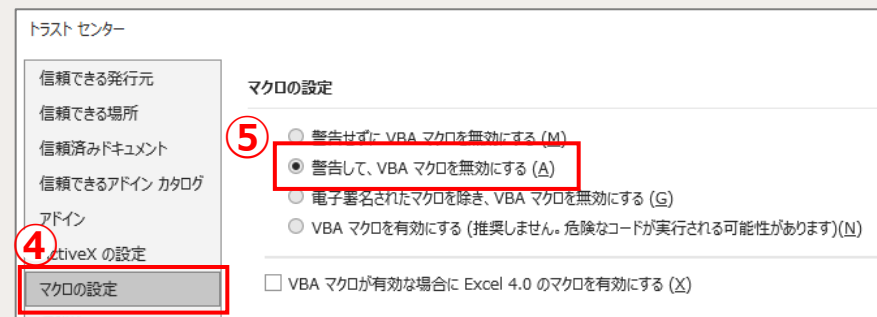 トラスト センター
信頼できる発行元
信頼できる場所
信頼済みドキュメント
信頼できるアドイン カタログ
アドイン
④
ctiveX の設定
マクロの設定
マクロの設定
⑤
警告せずに VBA マクロを無効にする (M)
警告して、VBA マクロを無効にする (A)
電子署名されたマクロを除き、VBA マクロを無効にする (G)
VBA マクロを有効にする (推奨しません。危険なコードが実行される可能性があります)(N)
VBA マクロが有効な場合に Excel 4.0 のマクロを有効にする (X)